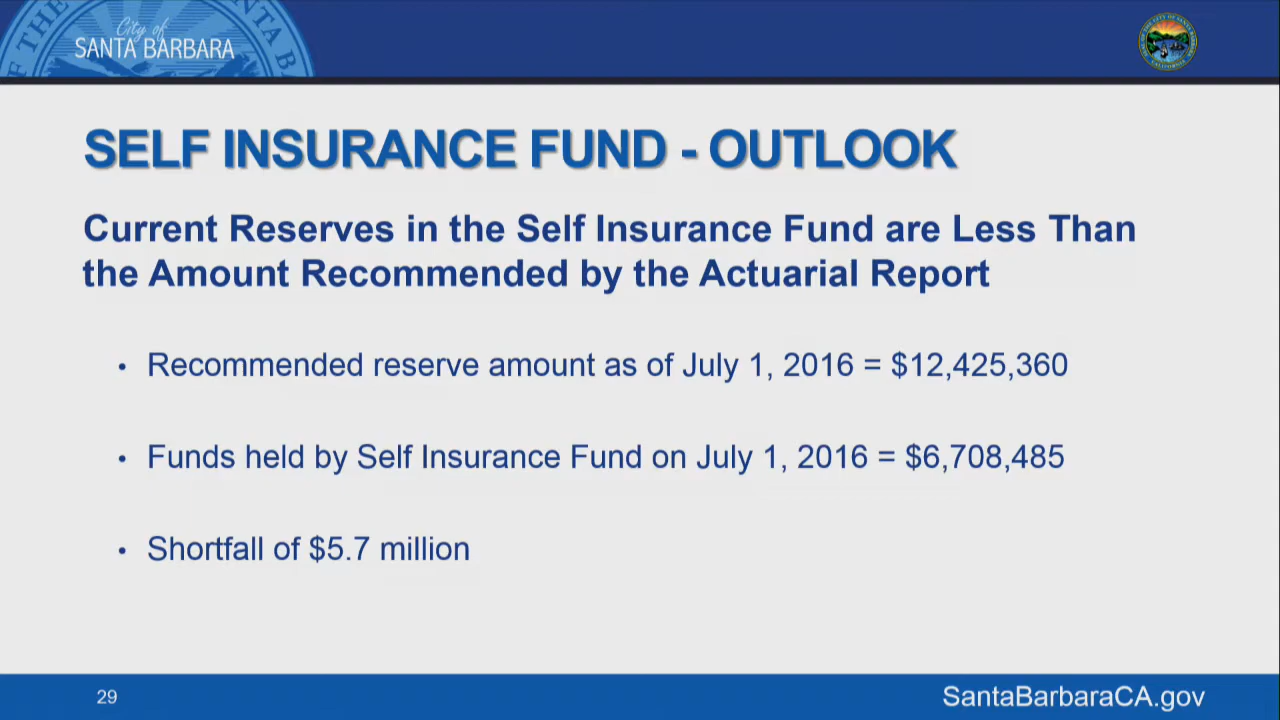 City of
SANTA BARBARA
SELF INSURANCE FUND - OUTLOOK
Current Reserves in the Self Insurance Fund are Less Than
the Amount Recommended by the Actuarial Report
• Recommended reserve amount as of July 1, 2016 = $12,425,360
• Funds held by Self Insurance Fund on July 1, 2016 = $6,708,485
• Shortfall of $5.7 million
29
SantaBarbaraCA.gov